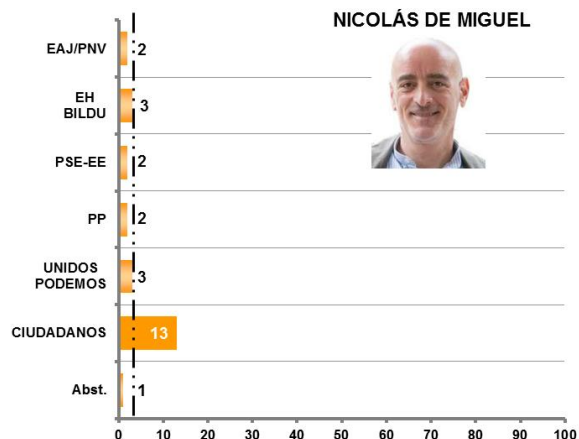 NICOLÁS DE MIGUEL
EAJ/PNV 2
EH
BILDU 3
PSE-EE 2
PP 2
UNIDOS
PODEMOS 3
CIUDADANOS 13
Abst. 1
0 10 20 30 40 50 60 70 80 90 100